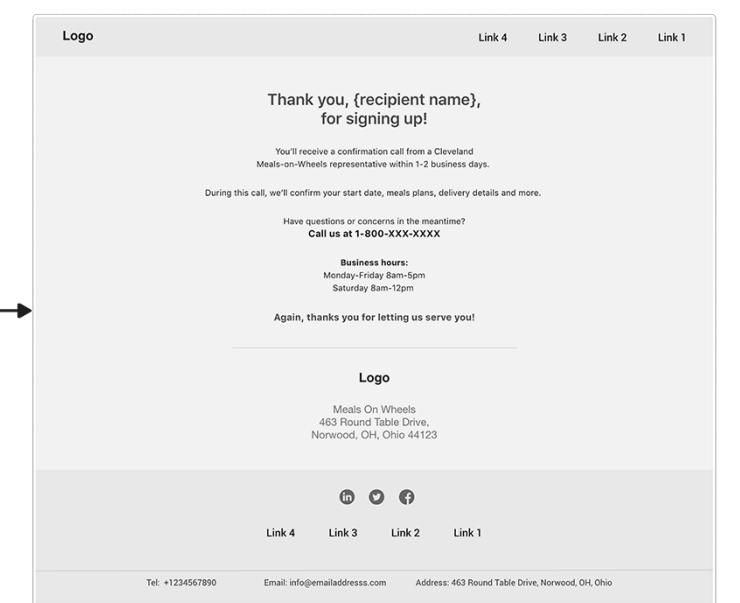 Logo
Link 4 Link 3 Link 2 Link 1
Thank you, {recipient name},
for signing up!
You'll receive a confirmation call from a Cleveland
Meals-on-Wheels representative within 1-2 business days.
During this call, we'll confirm your start date, meals plans, delivery details and more.
Have questions or concerns in the meantime?
Call us at 1-800-XXX-XXXX
Business hours:
Monday-Friday 8am-5pm
Saturday 8am-12pm
Again, thanks you for letting us serve you!
Logo
Meals On Wheels
463 Round Table Drive,
Norwood, OH, Ohio 44123
in f
Link 4 Link 3 Link 2 Link 1
Tel: +1234567890 Email: info@emailaddresss.com Address: 463 Round Table Drive, Norwood, OH, Ohio